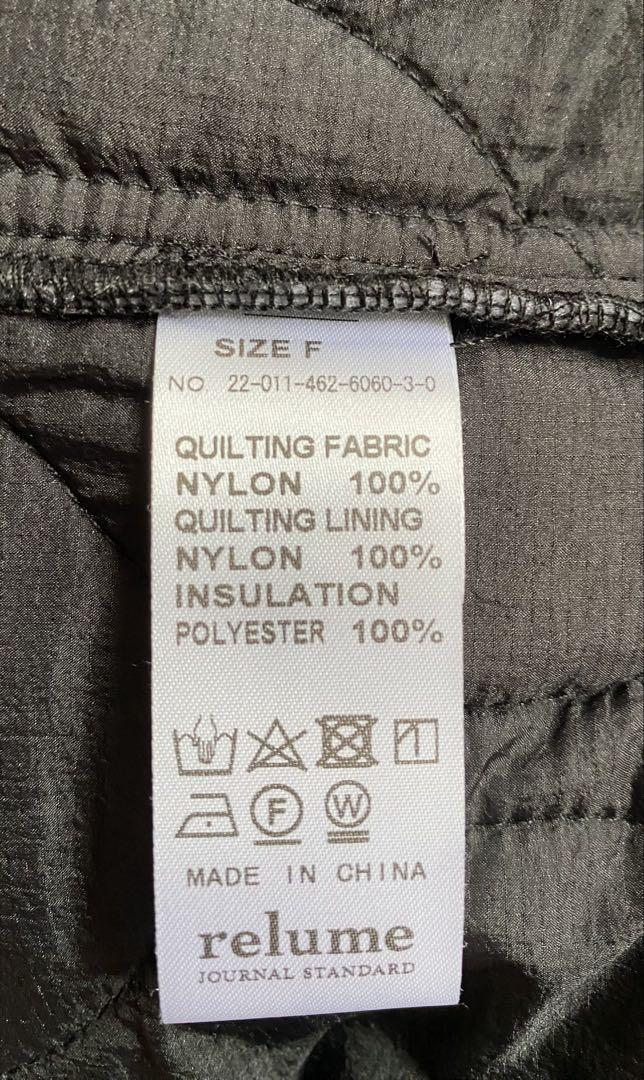 SIZE F
NO 22-011-462-6060-3-0
QUILTING FABRIC
NYLON 100%
QUILTING LINING
NYLON 100%
INSULATION
POLYESTER 100%
F W
MADE IN CHINA
relume
JOURNAL STANDARD